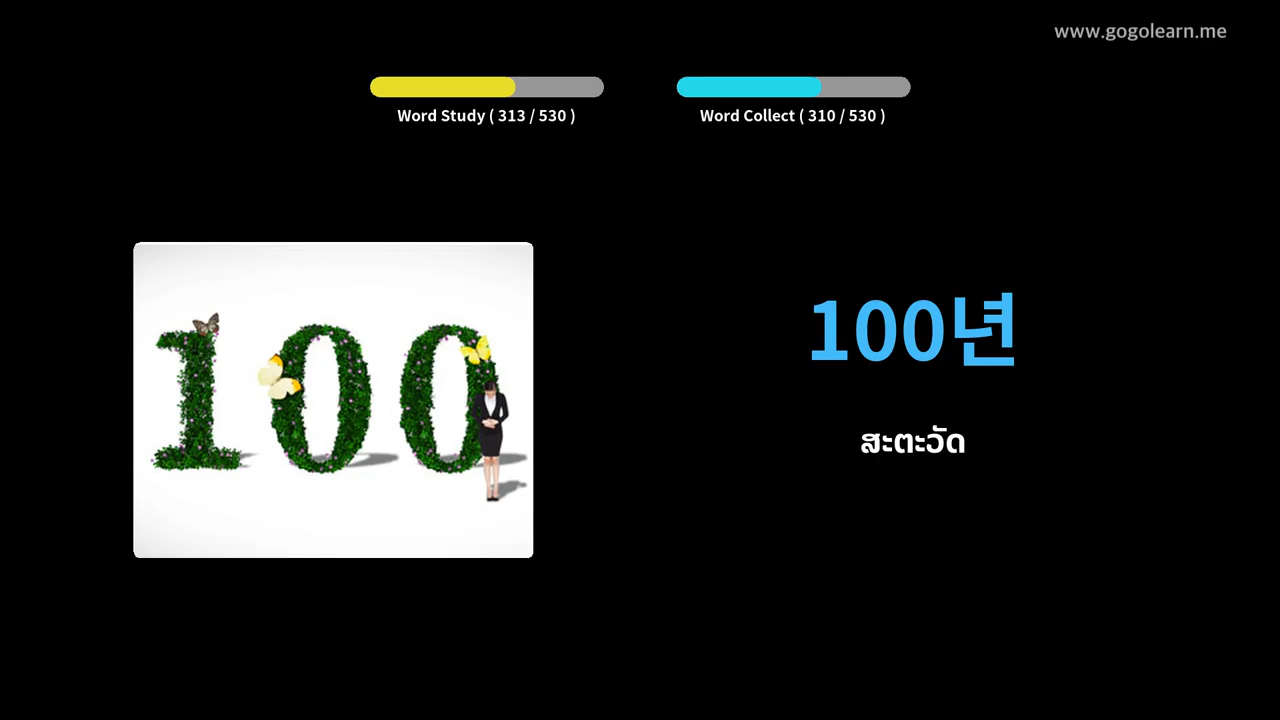 www.gogolearn.me
Word Study ( 313 / 530 )
Word Collect ( 310 / 530 )
100
100년
ສະຕະວັດ